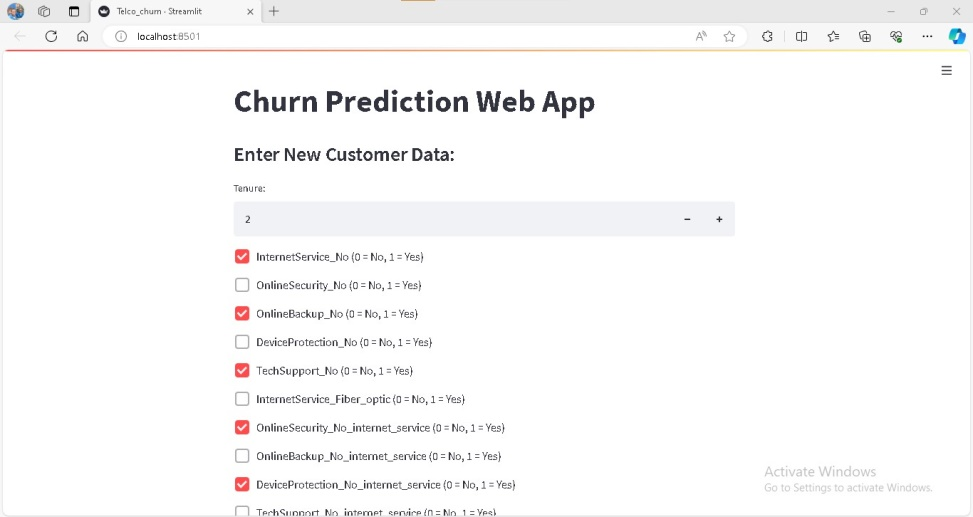 Telco_churn - Streamlit
localhost:8501
Churn Prediction Web App
Enter New Customer Data:
Tenure:
2
InternetService_No (0 = No, 1 = Yes)
OnlineSecurity_No (0 = No, 1 = Yes)
OnlineBackup_No (0 = No, 1 = Yes)
DeviceProtection_No (0 = No, 1 = Yes)
TechSupport_No (0 = No, 1 = Yes)
InternetService_Fiber_optic (0 = No, 1 = Yes)
OnlineSecurity_No_internet_service (0 = No, 1 = Yes)
OnlineBackup_No_internet_service (0 = No, 1 = Yes)
DeviceProtection_No_internet_service (0 = No, 1 = Yes)
TechSupport_No_internet_service (0 = No, 1 = Yes)
Activate Windows
Go to Settings to activate Windows.